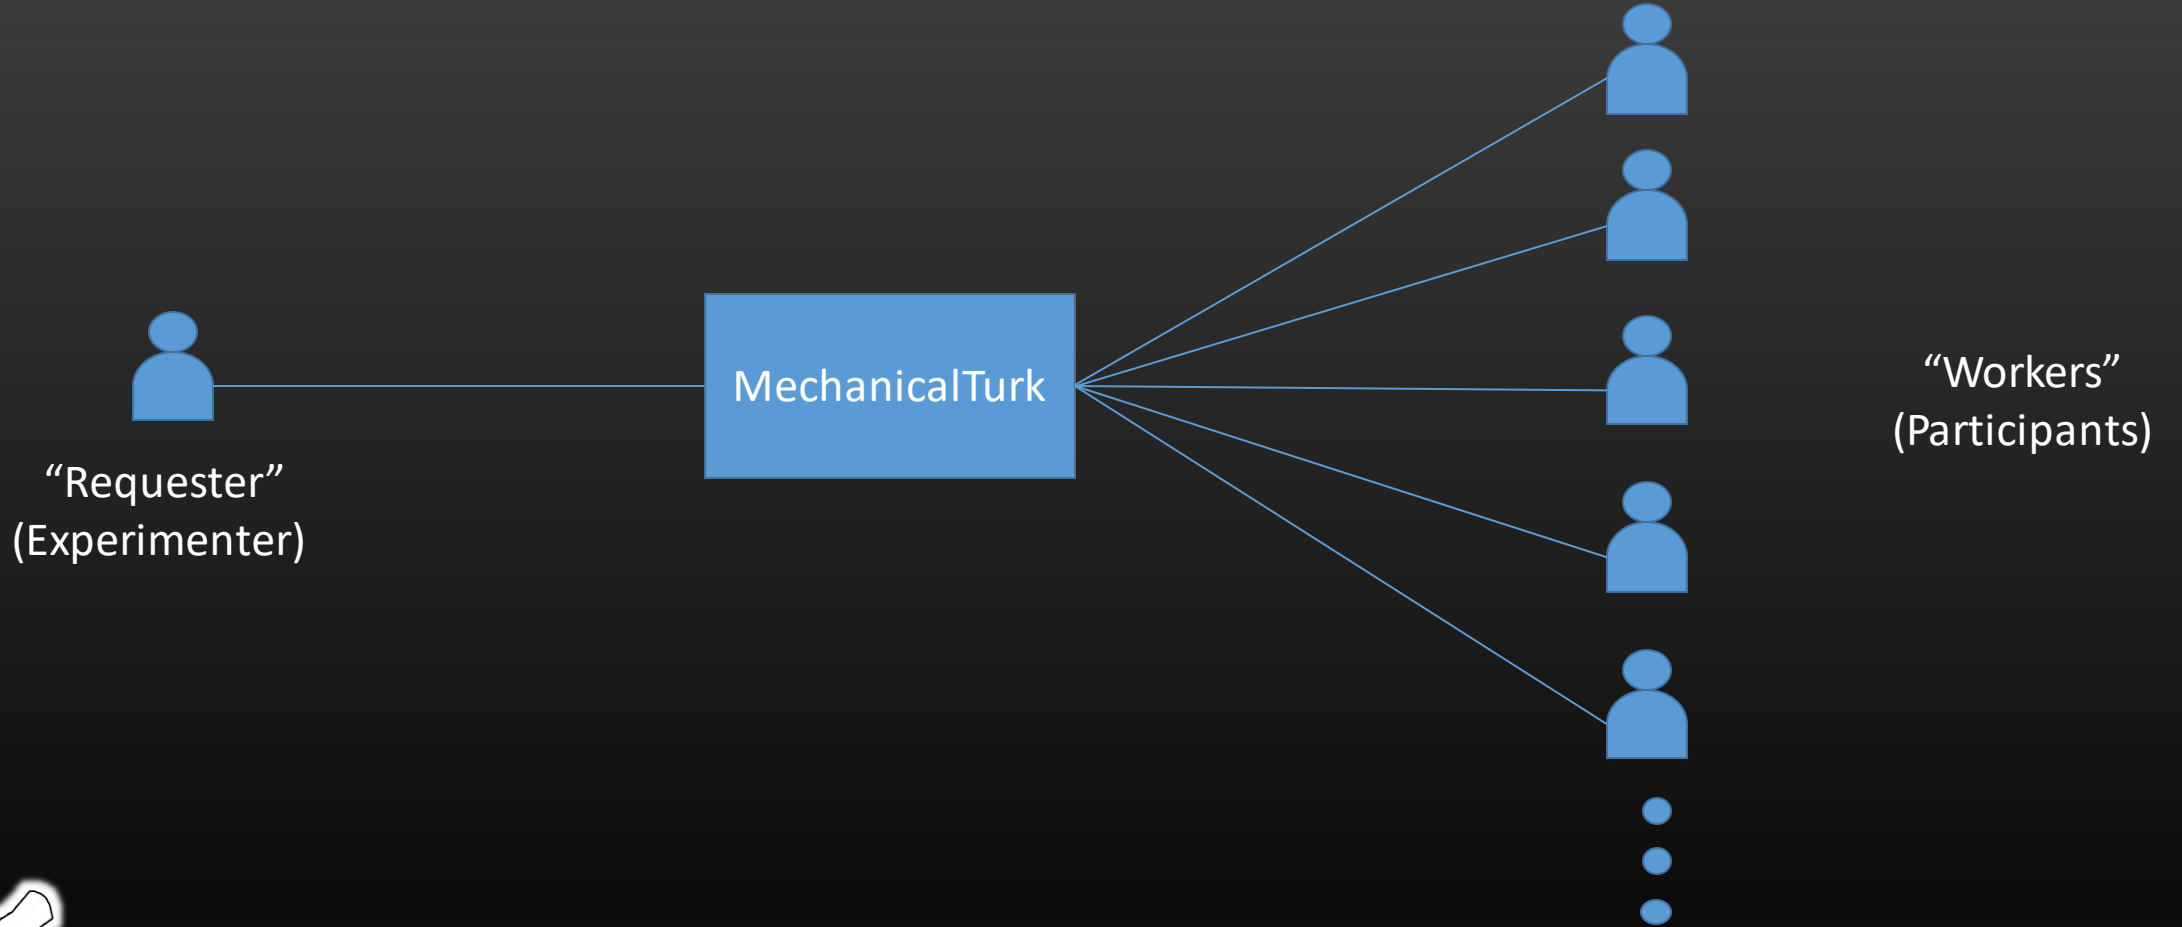 “Requester”
(Experimenter)
MechanicalTurk
“Workers”
(Participants)